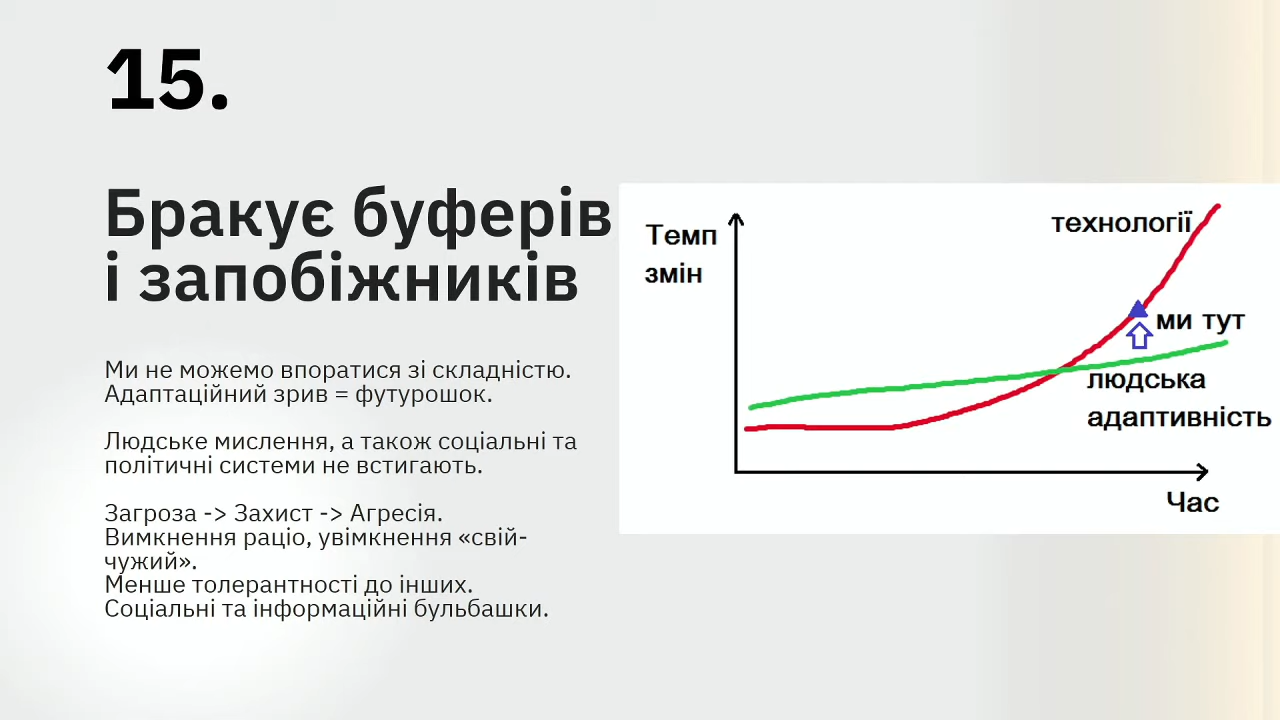 15.
Бракує буферів
і запобіжників
Ми не можемо впоратися зі складністю.
Адаптаційний зрив = футурошок.
Людське мислення, а також соціальні та
політичні системи не встигають.
Загроза -> Захист -> Агресія.
Вимкнення раціо, увімкнення «свій-
чужий».
Менше толерантності до інших.
Соціальні та інформаційні бульбашки.
Темп
змін
технології
ми тут
людська
адаптивність
Час